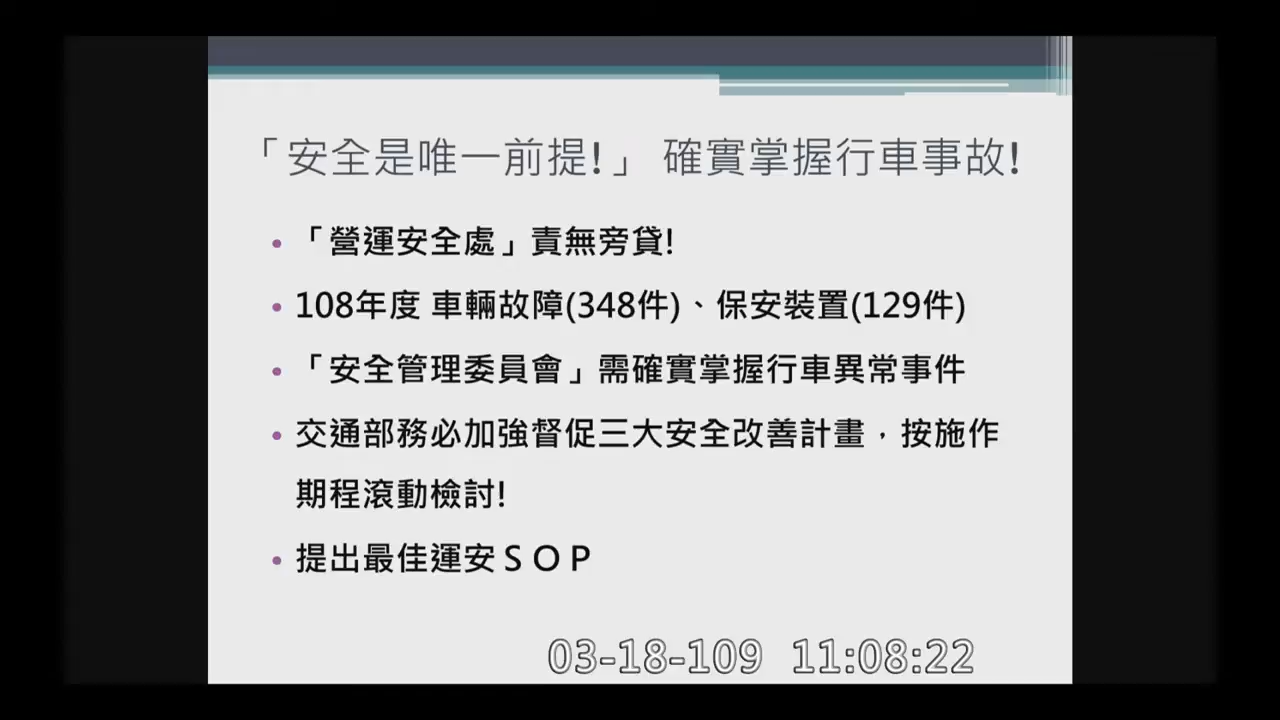 「安全是唯一前提!」 確實掌握行車事故!
「營運安全處」責無旁貸!
108年度 車輛故障(348件)、保安裝置(129件)
「安全管理委員會」需確實掌握行車異常事件
交通部務必加強督促三大安全改善計畫，按施作
期程滾動檢討!
提出最佳運安ＳＯＰ
03-18-109 11:08:22